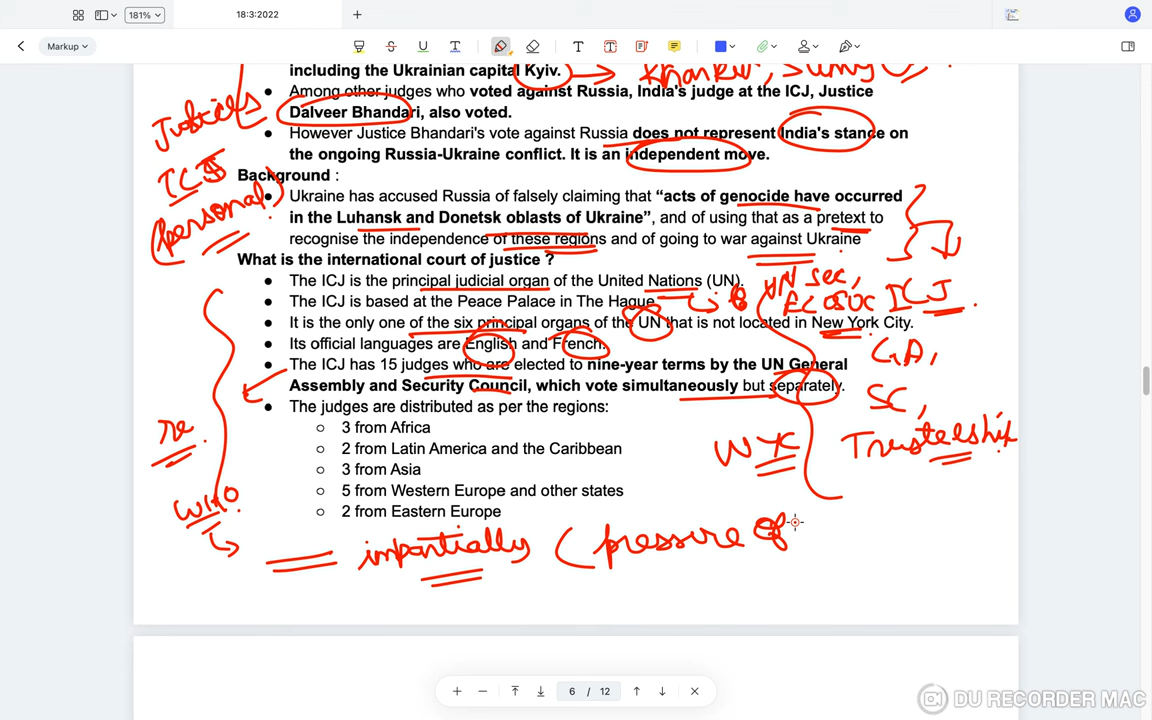 181%
18:3:2022
Markup
including the Ukrainian capital Kyiv. Kharkiv, Sumy
Among other judges who voted against Russia, India's judge at the ICJ, Justice
Dalveer Bhandari, also voted.
However Justice Bhandari's vote against Russia does not represent India's stance on
the ongoing Russia-Ukraine conflict. It is an independent move.
Justices
ICJ
(personal)
Background :
Ukraine has accused Russia of falsely claiming that “acts of genocide have occurred
in the Luhansk and Donetsk oblasts of Ukraine”, and of using that as a pretext to
recognise the independence of these regions and of going to war against Ukraine
What is the international court of justice ?
The ICJ is the principal judicial organ of the United Nations (UN).
The ICJ is based at the Peace Palace in The Hague
It is the only one of the six principal organs of the UN that is not located in New York City.
Its official languages are English and French.
The ICJ has 15 judges who are elected to nine-year terms by the UN General
Assembly and Security Council, which vote simultaneously but separately.
The judges are distributed as per the regions:
3 from Africa
2 from Latin America and the Caribbean
3 from Asia
5 from Western Europe and other states
2 from Eastern Europe
UN Sec,
ECOSOC ICJ
GA,
SC,
Trusteeship
re
WHO
impartially (pressure of
6 / 12
DU RECORDER MAC